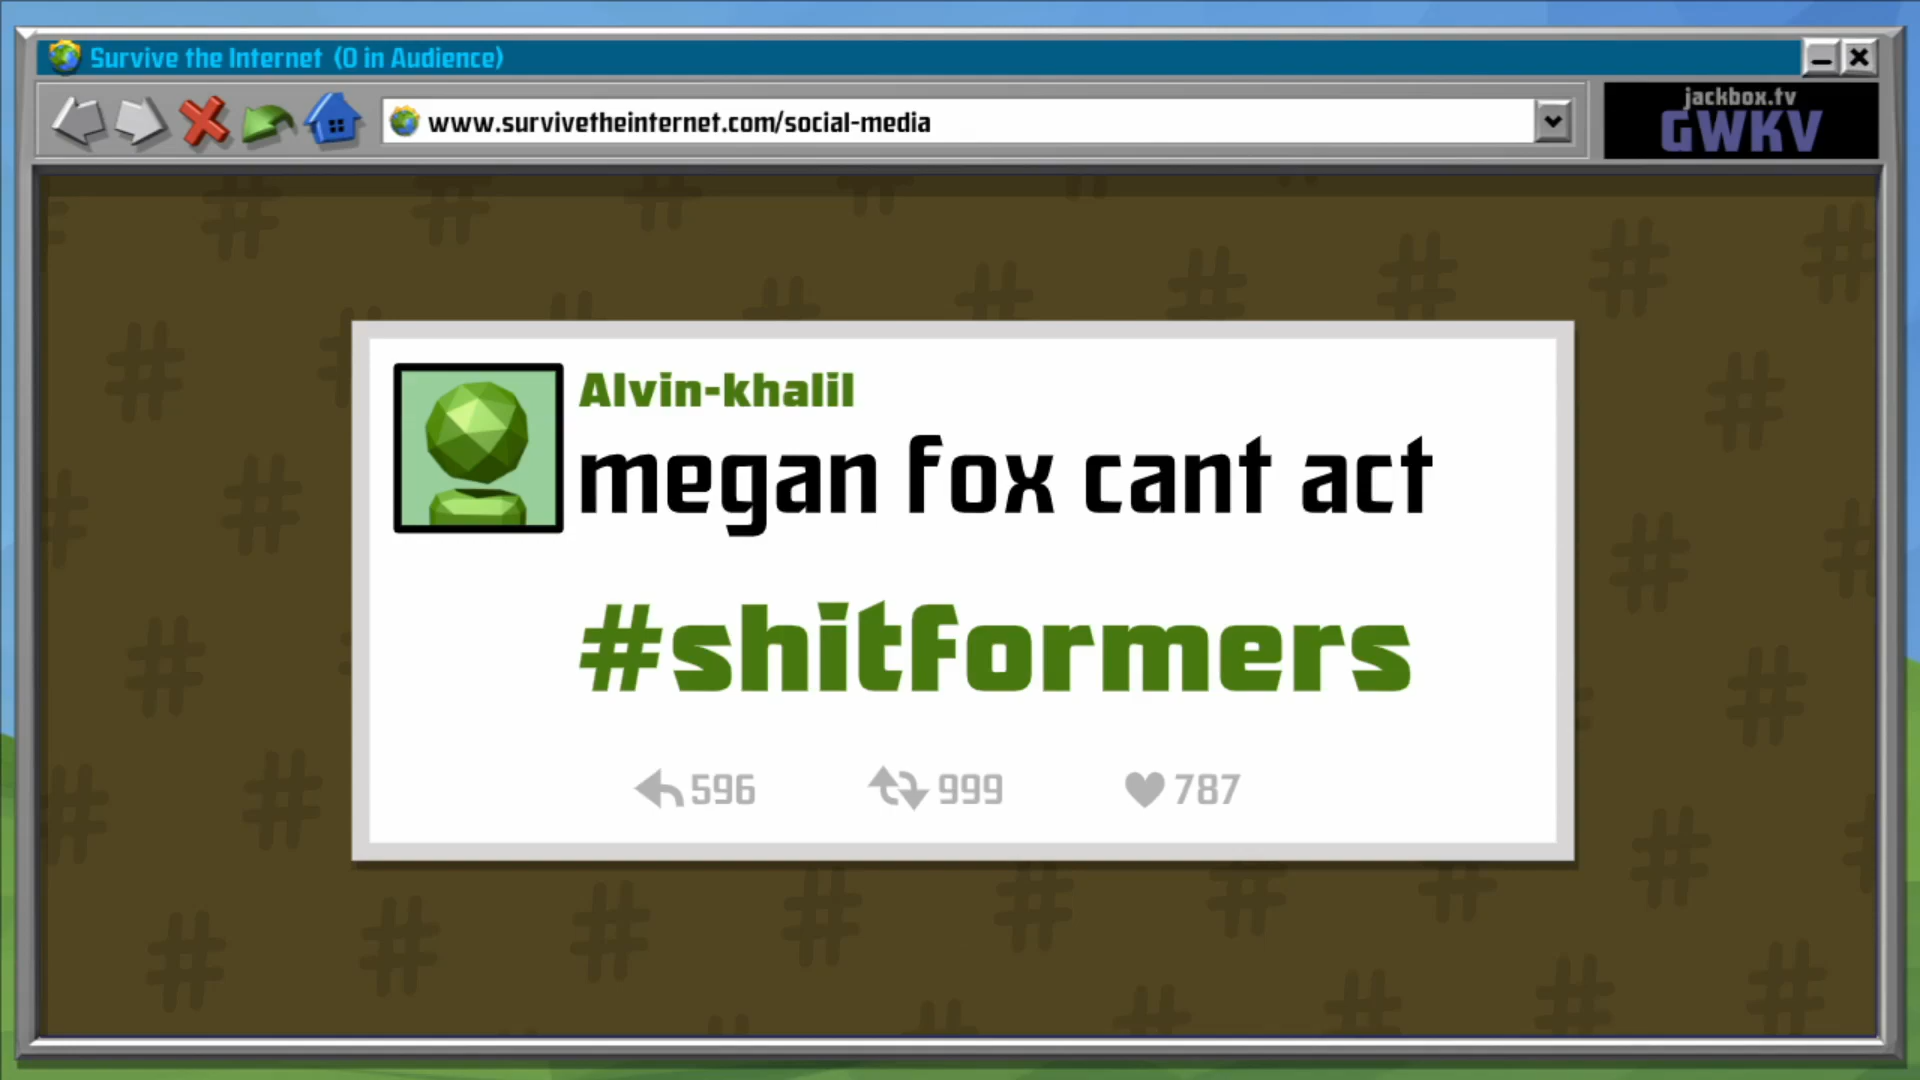 Survive the Internet (0 in Audience)
www.survivetheinternet.com/social-media
jackbox.tv
GWKV
Alvin-khalil
megan fox cant act
#shitformers
596 999 787